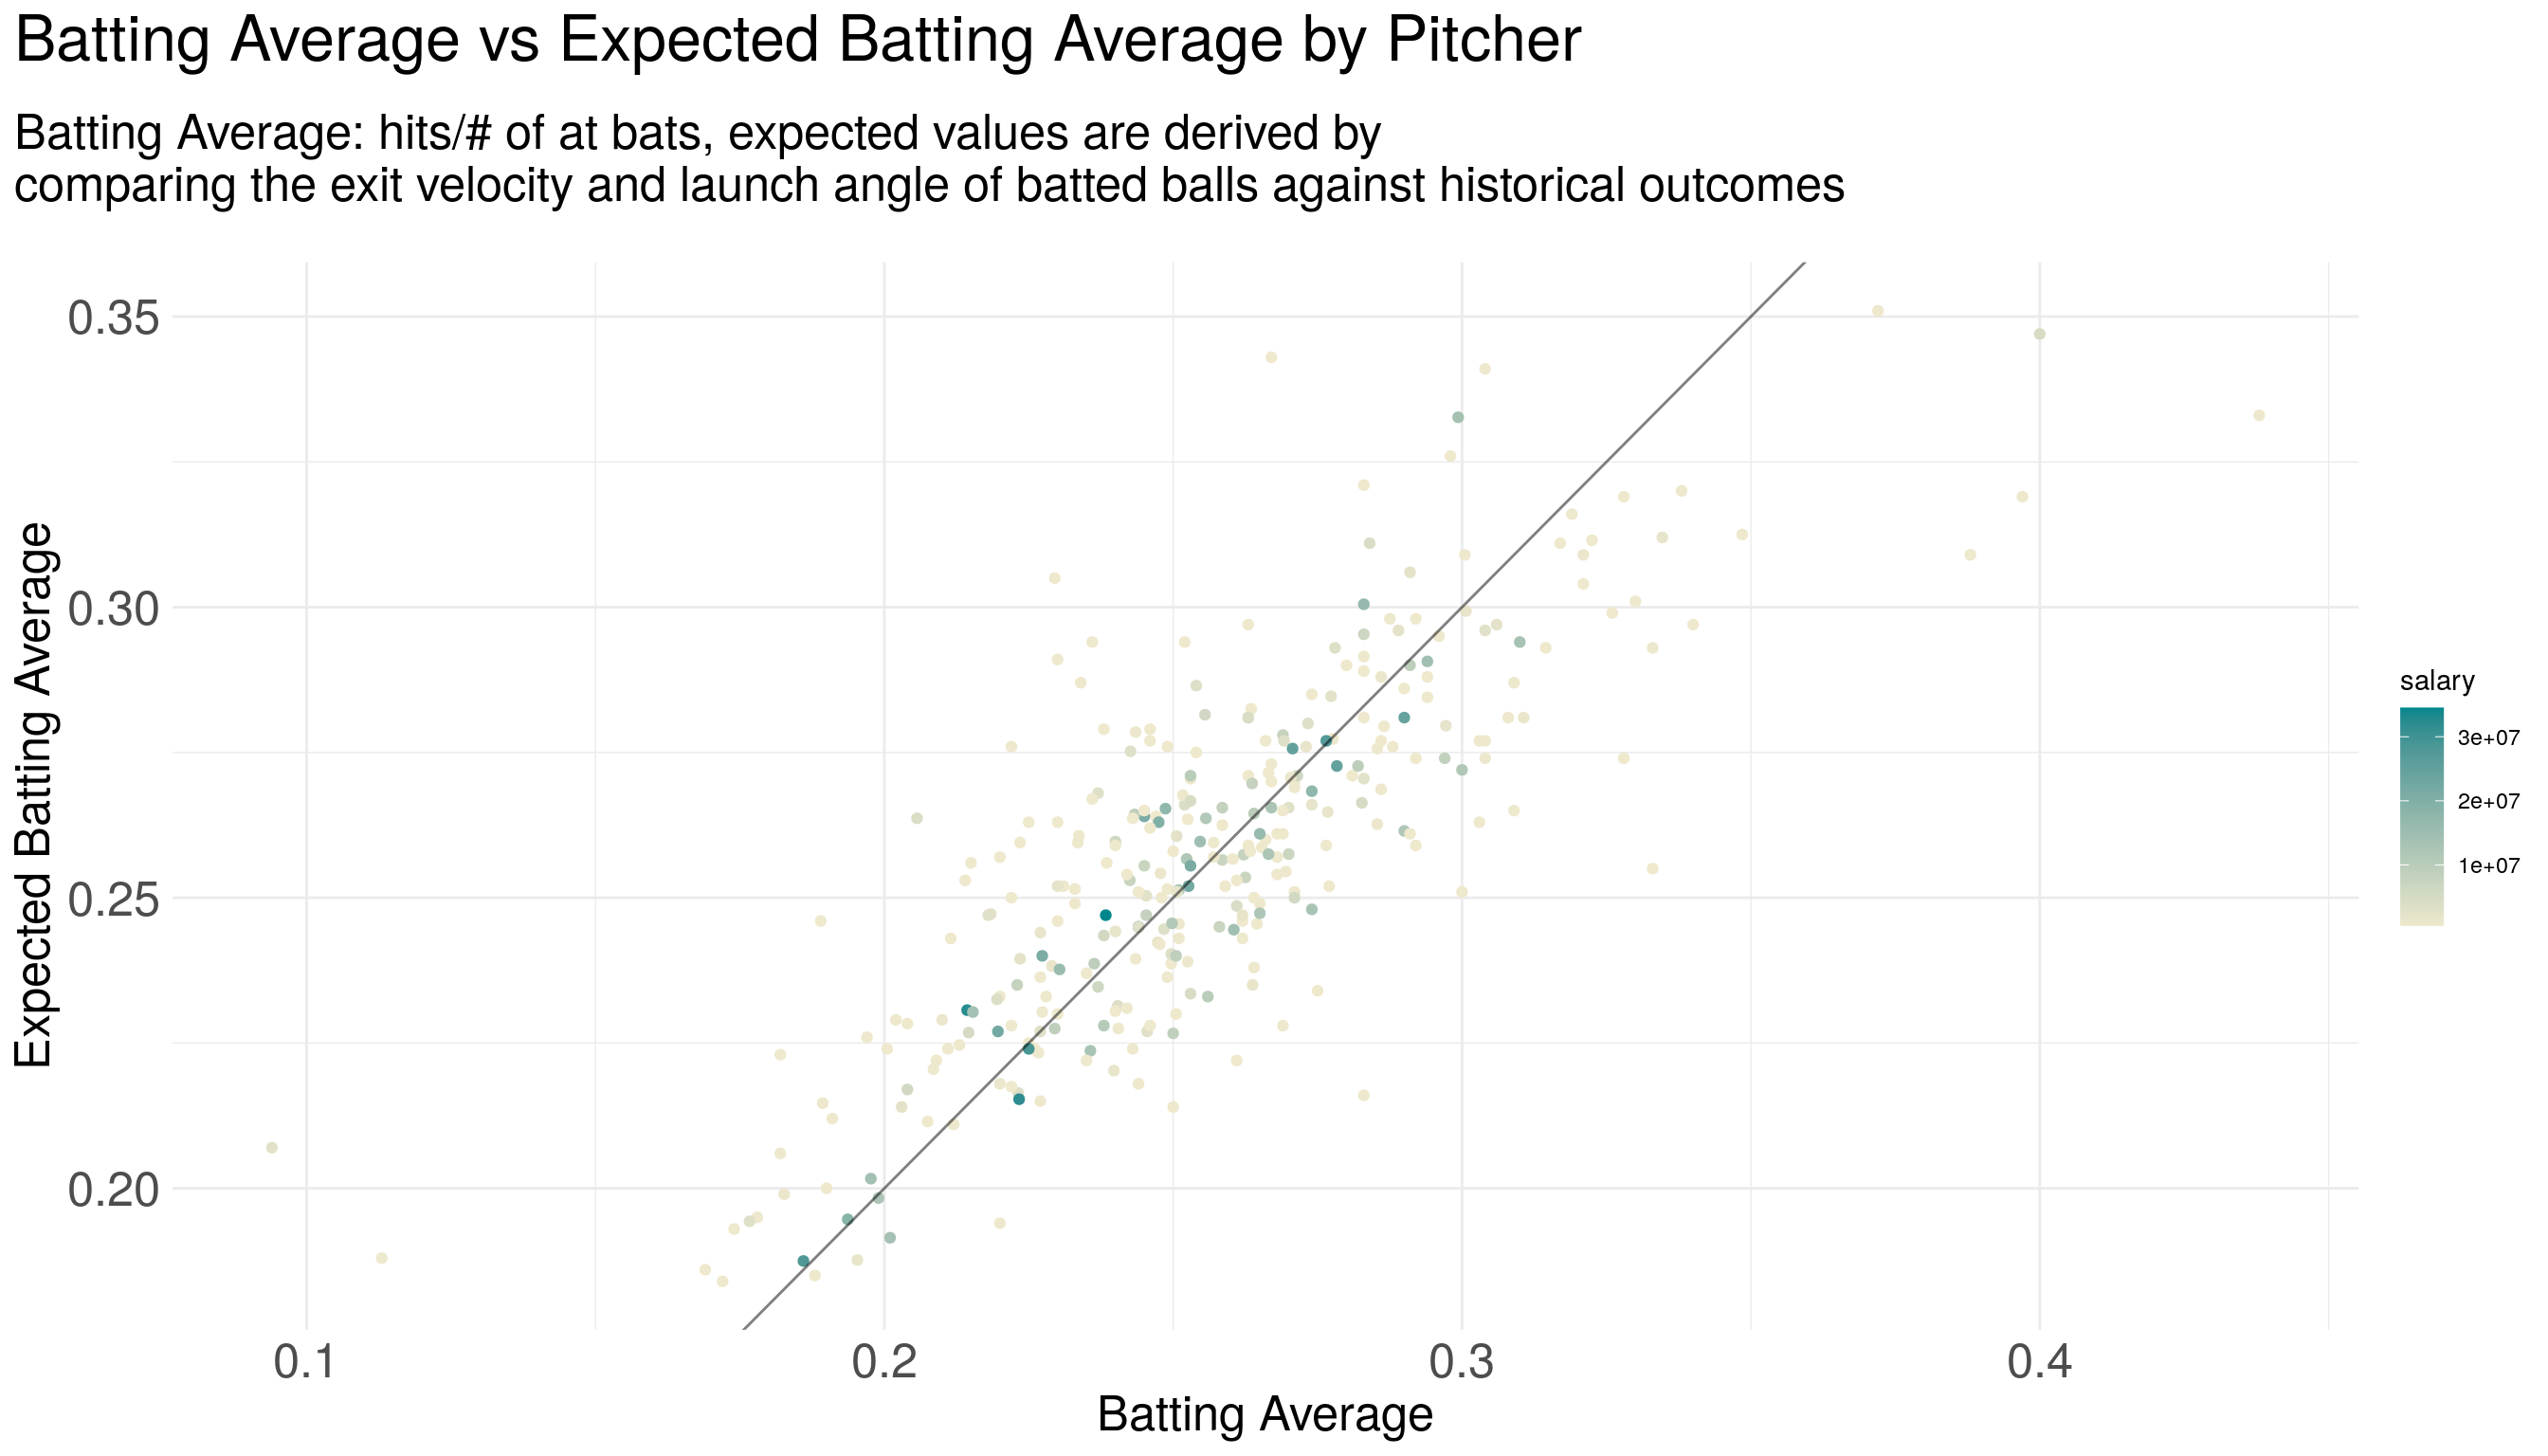 Batting Average vs Expected Batting Average by Pitcher
Batting Average: hits/# of at bats, expected values are derived by
comparing the exit velocity and launch angle of batted balls against historical outcomes
Expected Batting Average
0.35
0.30
0.25
0.20
0.1
0.2
0.3
0.4
Batting Average
salary
3e+07
2e+07
1e+07